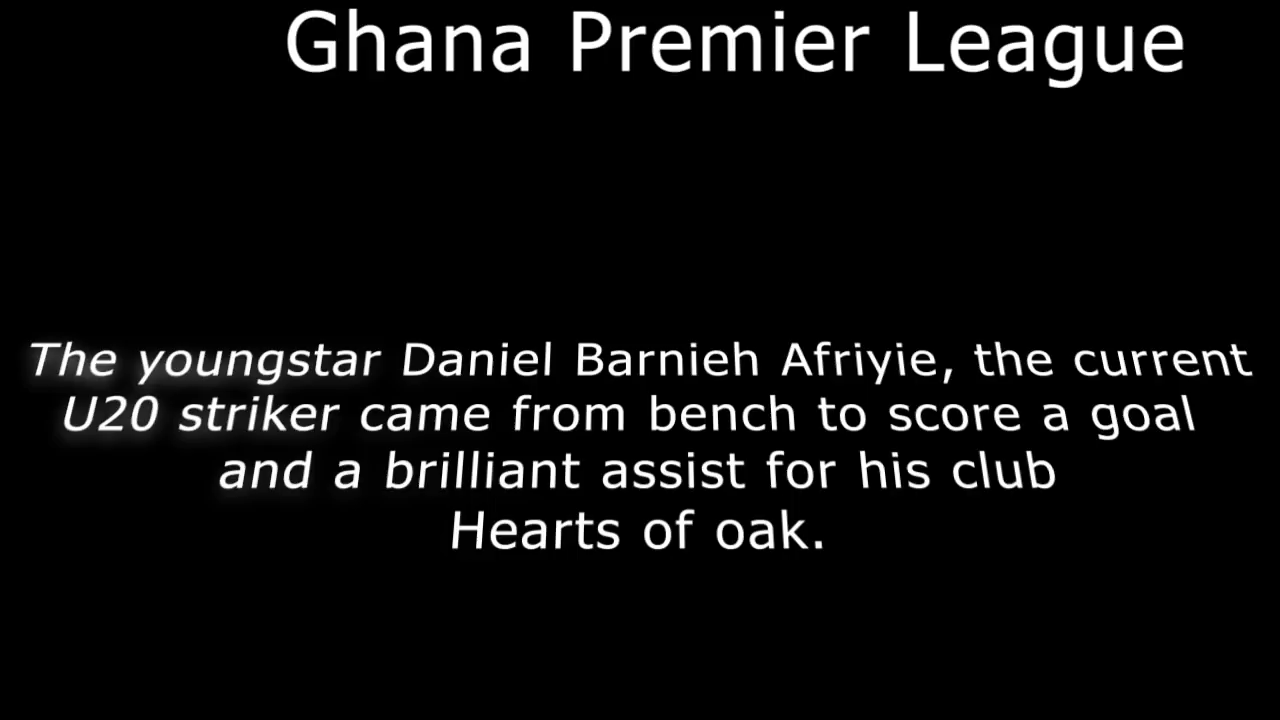 Ghana Premier League
The youngstar Daniel Barnieh Afriyie, the current
U20 striker came from bench to score a goal
and a brilliant assist for his club
Hearts of oak.